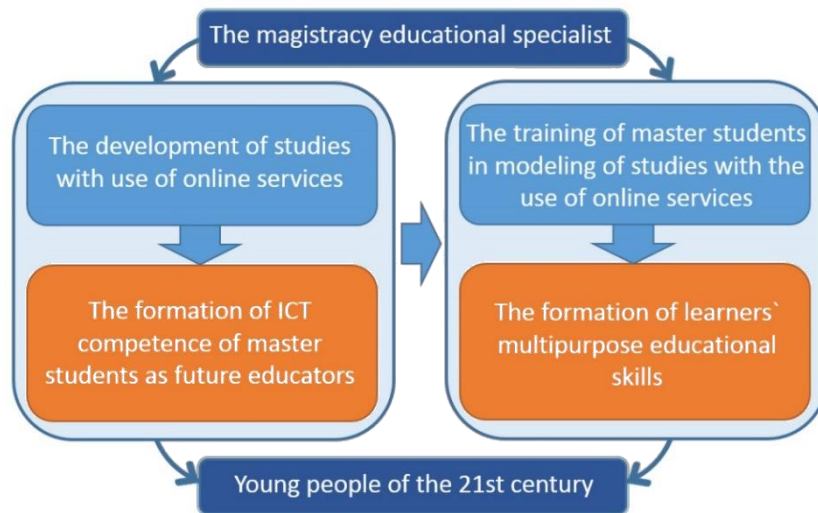 The magistracy educational specialist
The development of studies
with use of online services
The formation of ICT
competence of master
students as future educators
The training of master students
in modeling of studies with the
use of online services
The formation of learners`
multipurpose educational
skills
Young people of the 21st century